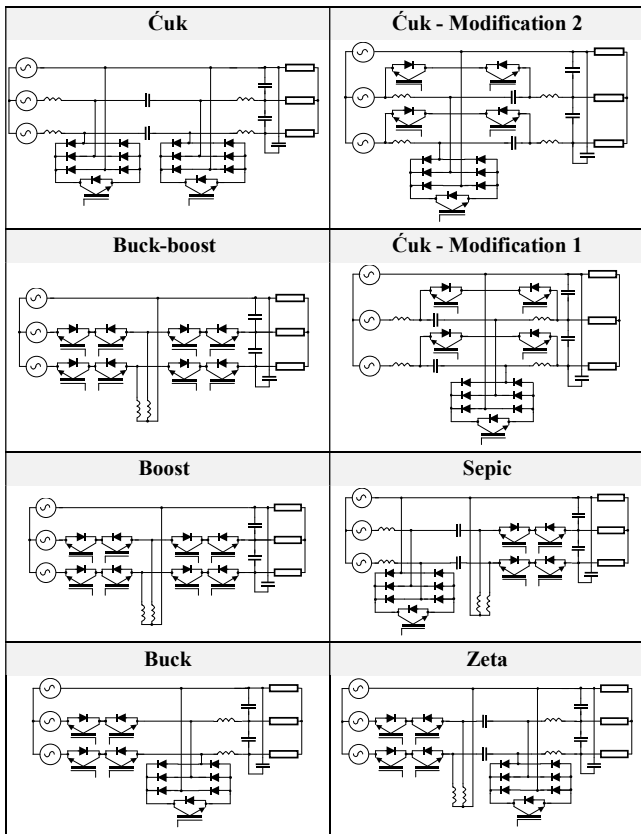 Ćuk
Ćuk - Modification 2
Buck-boost
Ćuk - Modification 1
Boost
Sepic
Buck
Zeta